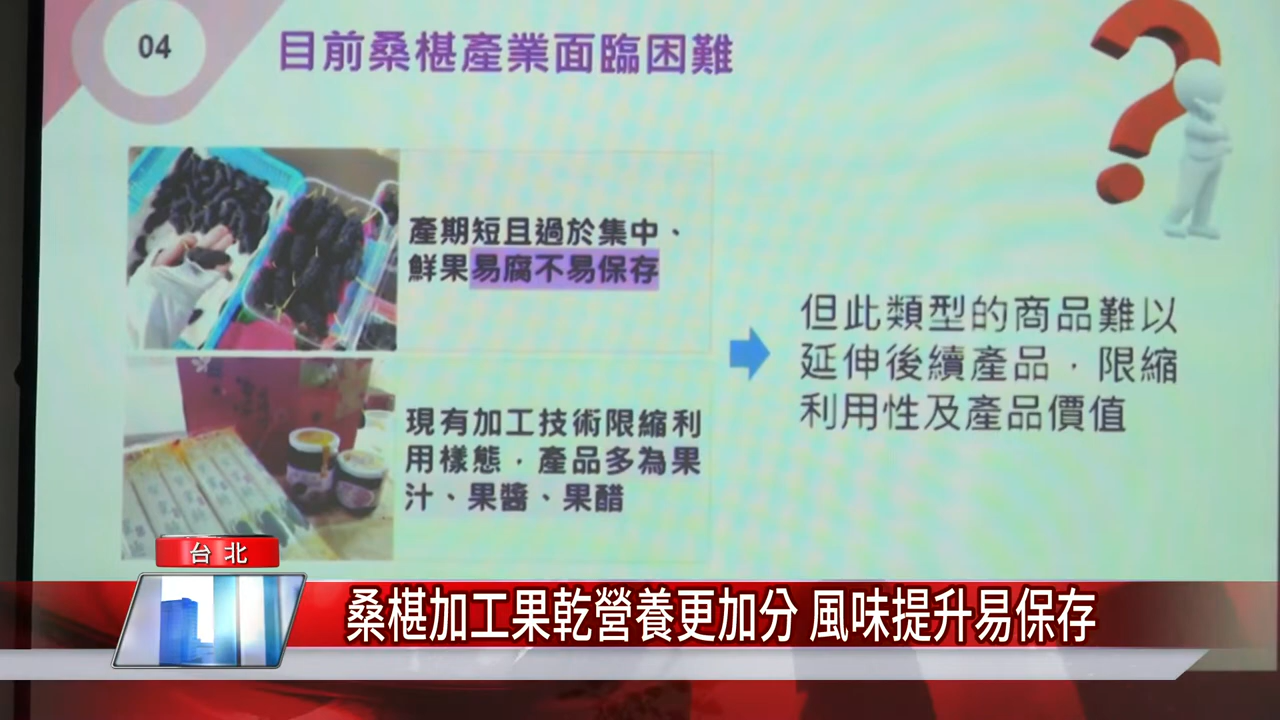 04
目前桑椹產業面臨困難
產期短且過於集中、
鮮果易腐不易保存
但此類型的商品難以
延伸後續產品，限縮
利用性及產品價值
現有加工技術限縮利
用樣態，產品多為果
汁、果醬、果醋
台北
桑椹加工果乾營養更加分 風味提升易保存